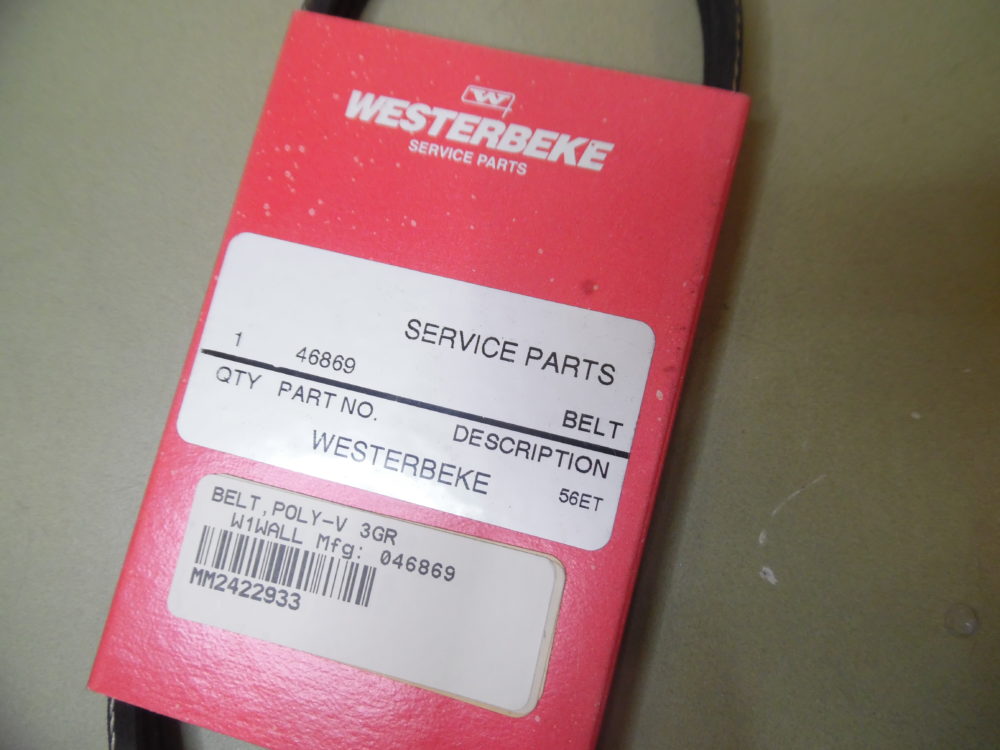 W
WESTERBEKE
SERVICE PARTS
SERVICE PARTS
1 46869 BELT
QTY PART NO. DESCRIPTION
WESTERBEKE 56ET
BELT,POLY-V 3GR
W1WALL Mfg: 046869
MM2422933